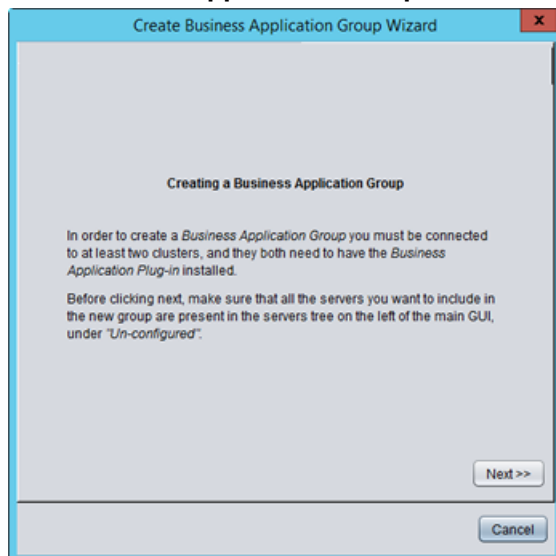 Create Business Application Group Wizard
x
Creating a Business Application Group
In order to create a Business Application Group you must be connected
to at least two clusters, and they both need to have the Business
Application Plug-in installed.
Before clicking next, make sure that all the servers you want to include in
the new group are present in the servers tree on the left of the main GUI,
under "Un-configured".
Next >>
Cancel